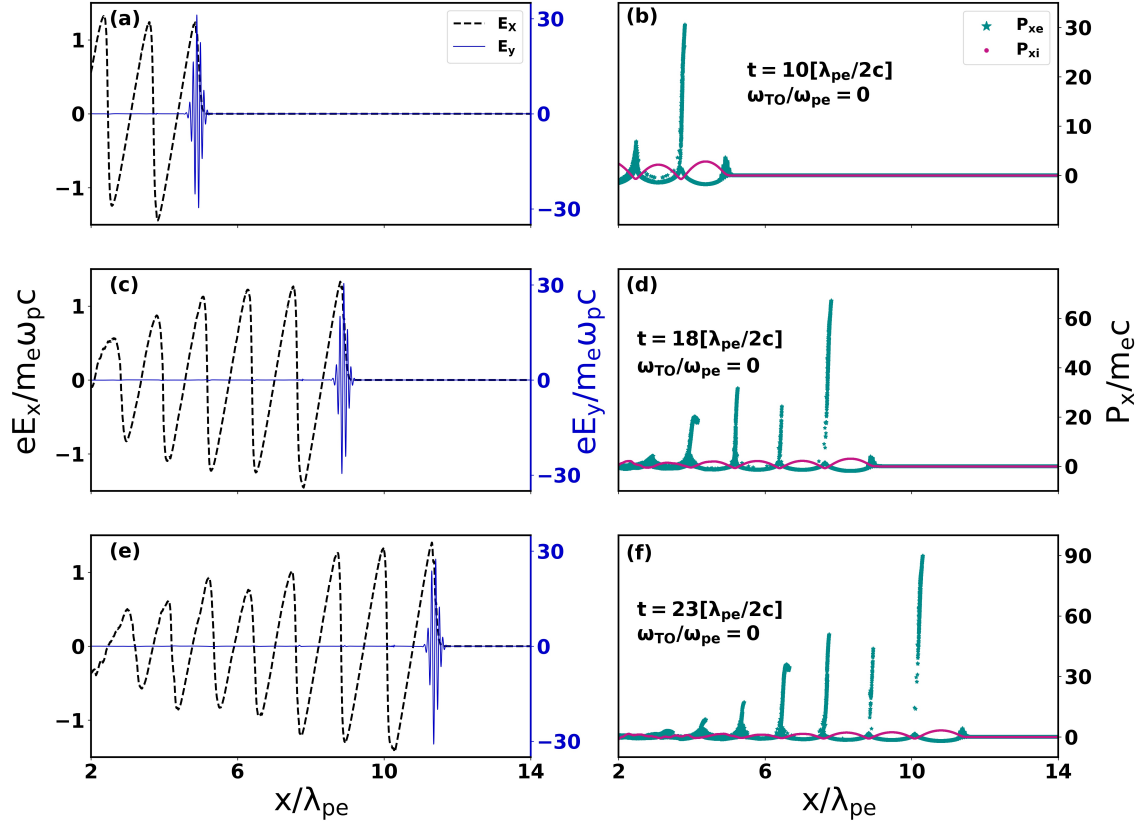 (a)
E_X
E_y
1
0
−1
30
0
−30
(b)
P_xe
P_xi
t = 10[λ_pe/2c]
ω_TO/ω_pe = 0
30
20
10
0
(c)
1
0
−1
30
0
−30
(d)
t = 18[λ_pe/2c]
ω_TO/ω_pe = 0
60
40
20
0
eE_x/m_eω_pc
eE_y/m_eω_pc
P_x/m_ec
(e)
1
0
−1
30
0
−30
2 6 10 14
x/λ_pe
(f)
t = 23[λ_pe/2c]
ω_TO/ω_pe = 0
90
60
30
0
2 6 10 14
x/λ_pe